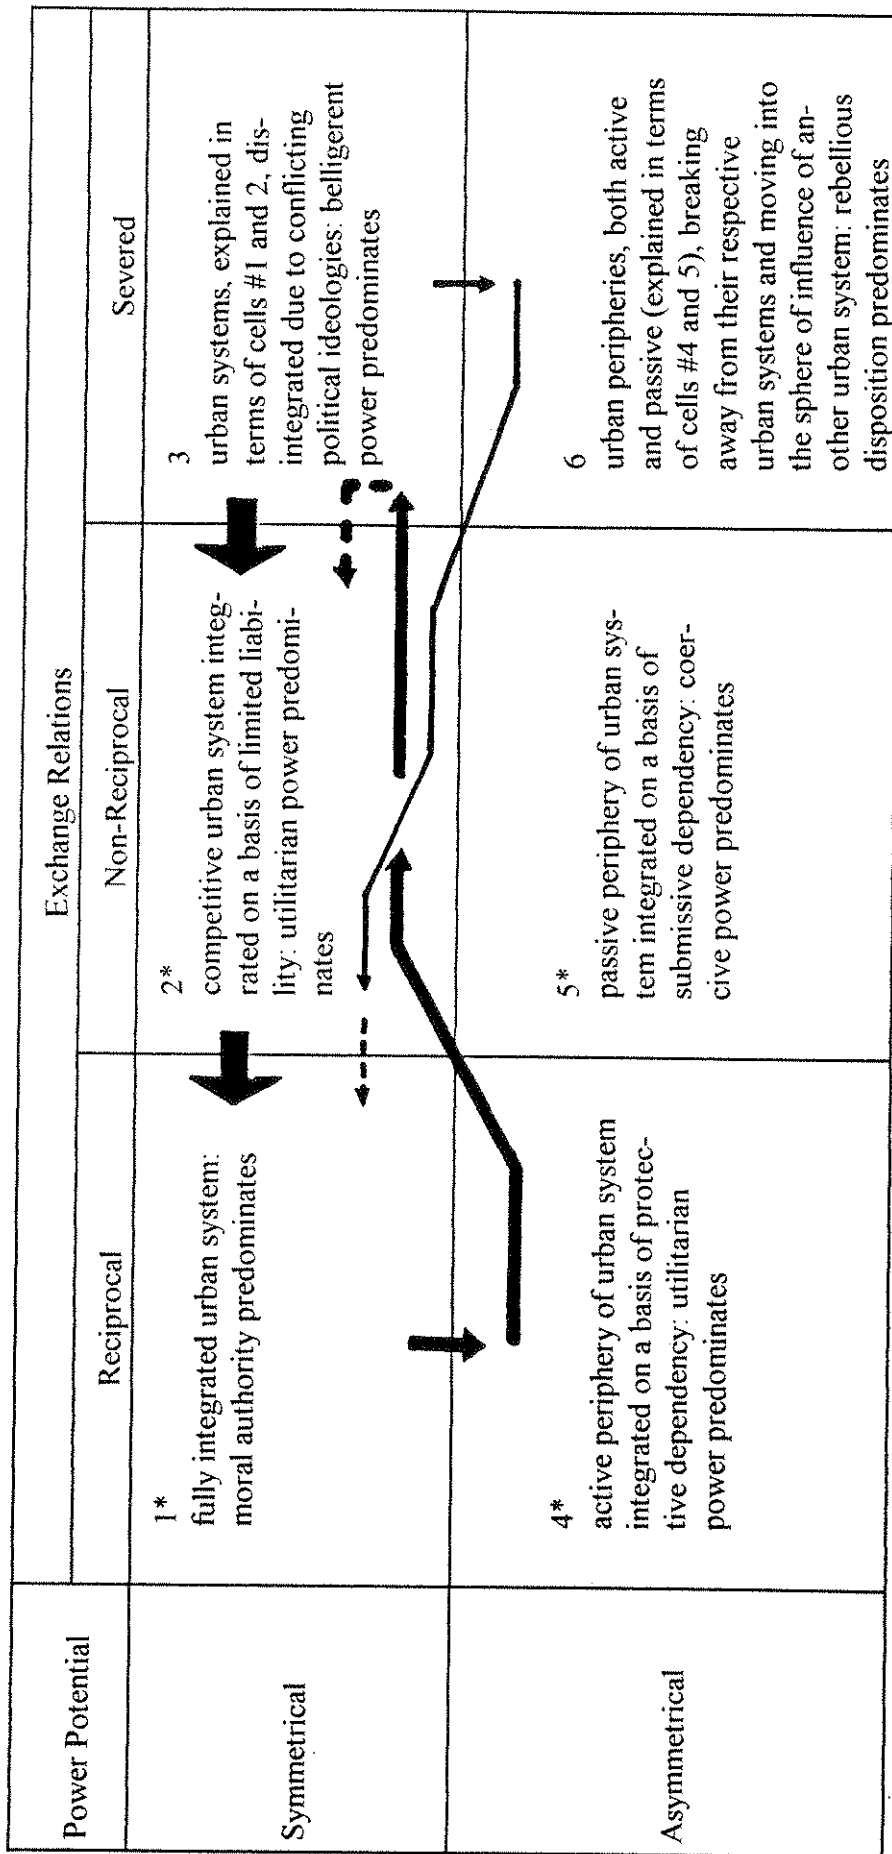 Power Potential
Exchange Relations
Reciprocal
Non-Reciprocal
Severed
Symmetrical
1*
fully integrated urban system:
moral authority predominates
2*
competitive urban system integ-
rated on a basis of limited liabi-
lity: utilitarian power predomi-
nates
3
urban systems, explained in
terms of cells #1 and 2, dis-
integrated due to conflicting
political ideologies: belligerent
power predominates
Asymmetrical
4*
active periphery of urban system
integrated on a basis of protec-
tive dependency: utilitarian
power predominates
5*
passive periphery of urban sys-
tem integrated on a basis of
submissive dependency: coer-
cive power predominates
6
urban peripheries, both active
and passive (explained in terms
of cells #4 and 5), breaking
away from their respective
urban systems and moving into
the sphere of influence of an-
other urban system: rebellious
disposition predominates